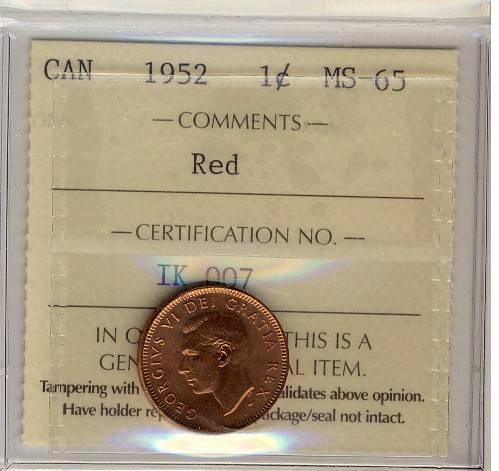 CAN 1952 1¢ MS-65
— COMMENTS —
Red
— CERTIFICATION NO. —
IK 007
IN O THIS IS A
GEN AL ITEM.
Tampering with alidates above opinion.
Have holder rep ackage/seal not intact.
GEORGIVS VI DEI GRATIA REX